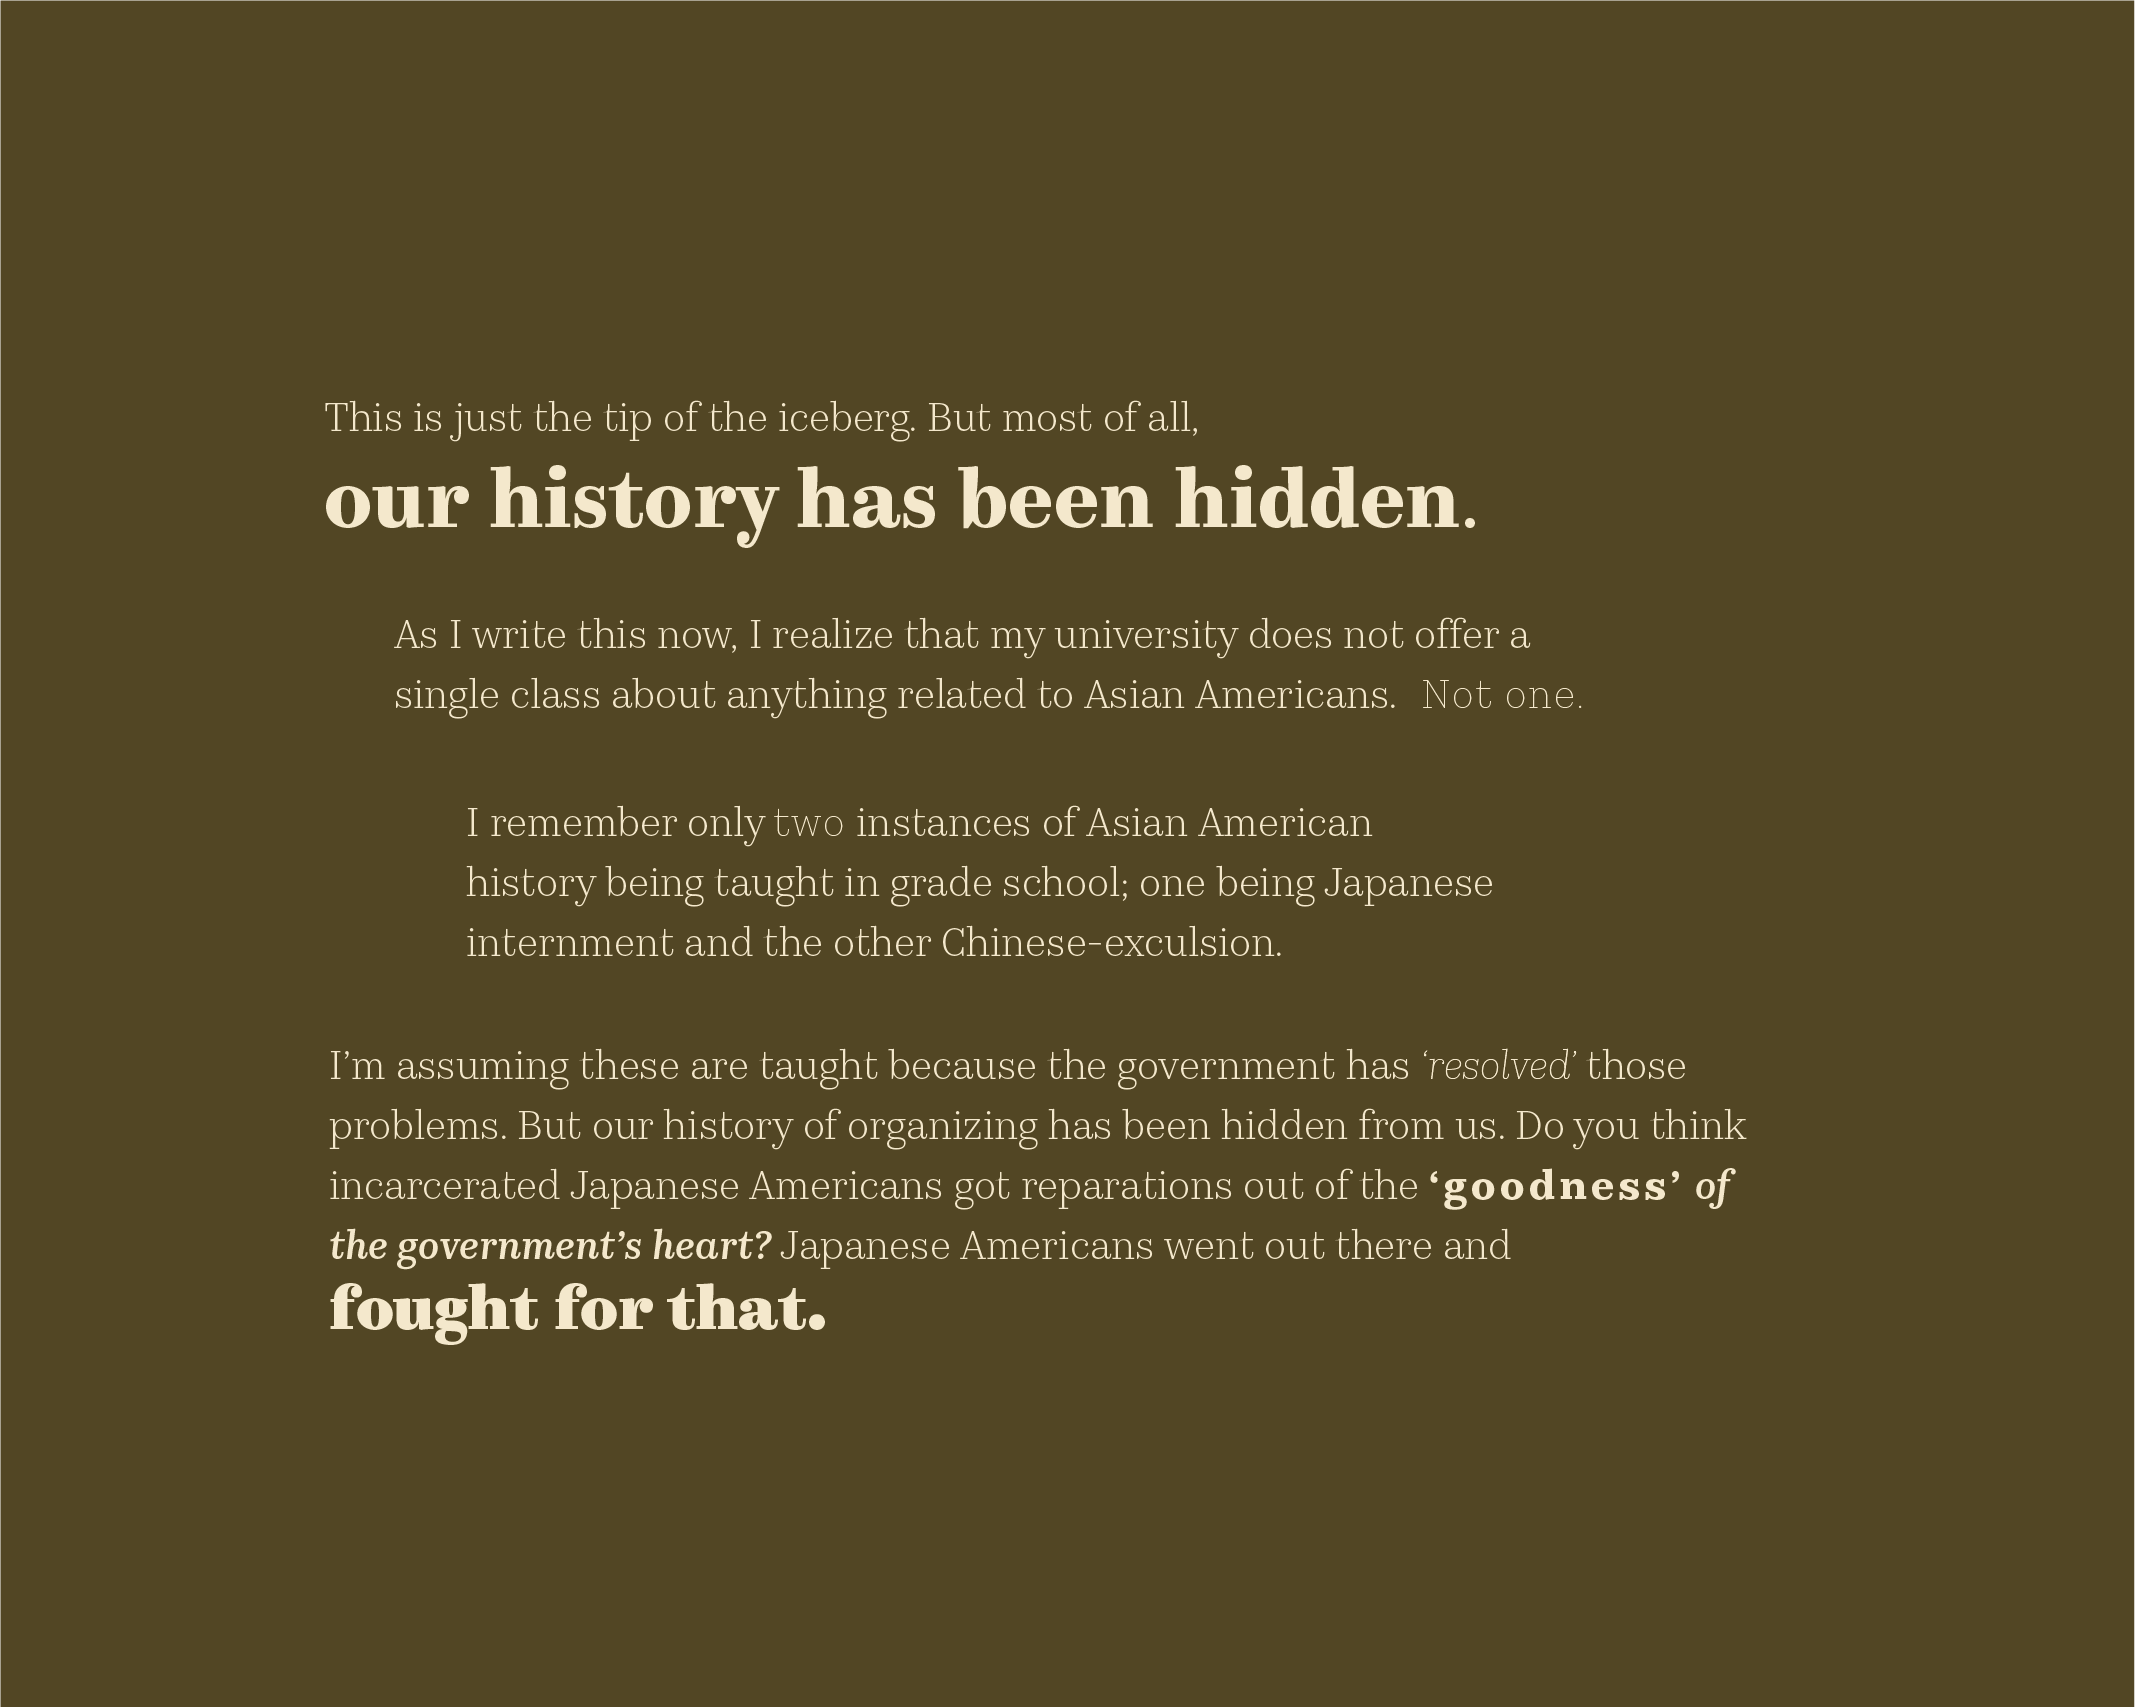 This is just the tip of the iceberg. But most of all,
our history has been hidden.
As I write this now, I realize that my university does not offer a
single class about anything related to Asian Americans. Not one.
I remember only two instances of Asian American
history being taught in grade school; one being Japanese
internment and the other Chinese-exculsion.
I’m assuming these are taught because the government has ‘resolved’ those
problems. But our history of organizing has been hidden from us. Do you think
incarcerated Japanese Americans got reparations out of the ‘goodness’ of
the government’s heart? Japanese Americans went out there and
fought for that.